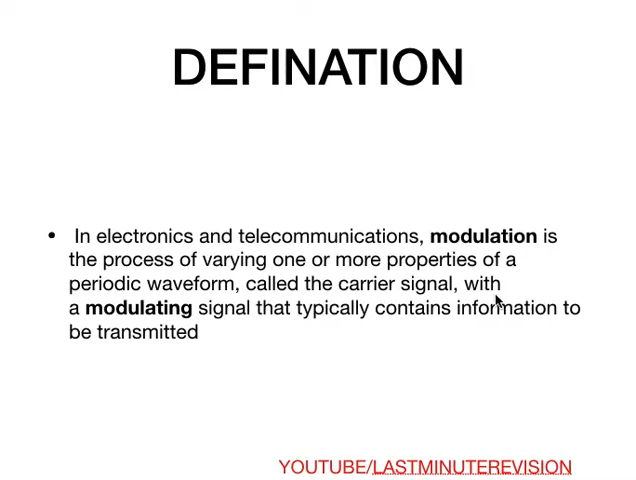 DEFINATION
• In electronics and telecommunications, modulation is
the process of varying one or more properties of a
periodic waveform, called the carrier signal, with
a modulating signal that typically contains information to
be transmitted
YOUTUBE/LASTMINUTEREVISION